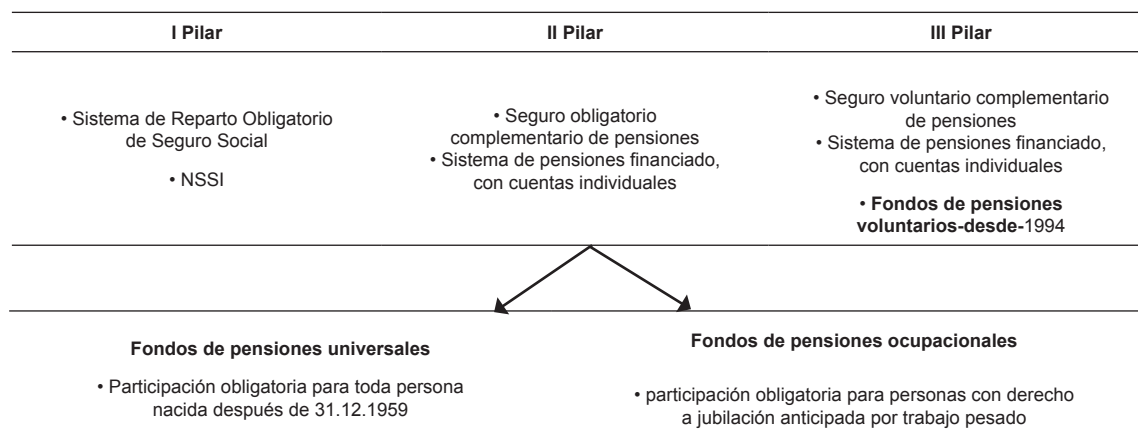 I Pilar
II Pilar
III Pilar
• Sistema de Reparto Obligatorio
de Seguro Social
• NSSI
• Seguro obligatorio
complementario de pensiones
• Sistema de pensiones financiado,
con cuentas individuales
• Seguro voluntario complementario
de pensiones
• Sistema de pensiones financiado,
con cuentas individuales
• Fondos de pensiones
voluntarios-desde-1994
Fondos de pensiones universales
• Participación obligatoria para toda persona
nacida después de 31.12.1959
Fondos de pensiones ocupacionales
• participación obligatoria para personas con derecho
a jubilación anticipada por trabajo pesado